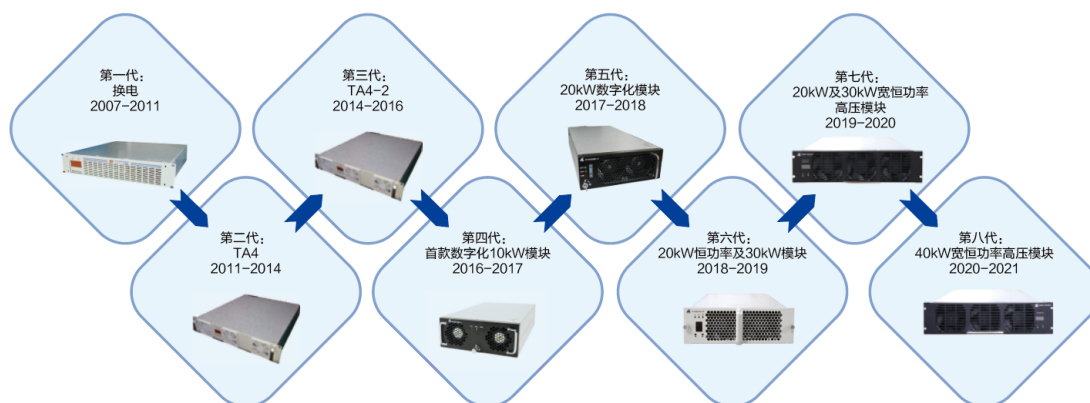 第一代：
换电
2007-2011
第二代：
TA4
2011-2014
第三代：
TA4-2
2014-2016
第四代：
首款数字化10kW模块
2016-2017
第五代：
20kW数字化模块
2017-2018
第六代：
20kW恒功率及30kW模块
2018-2019
第七代：
20kW及30kW宽恒功率
高压模块
2019-2020
第八代：
40kW宽恒功率高压模块
2020-2021